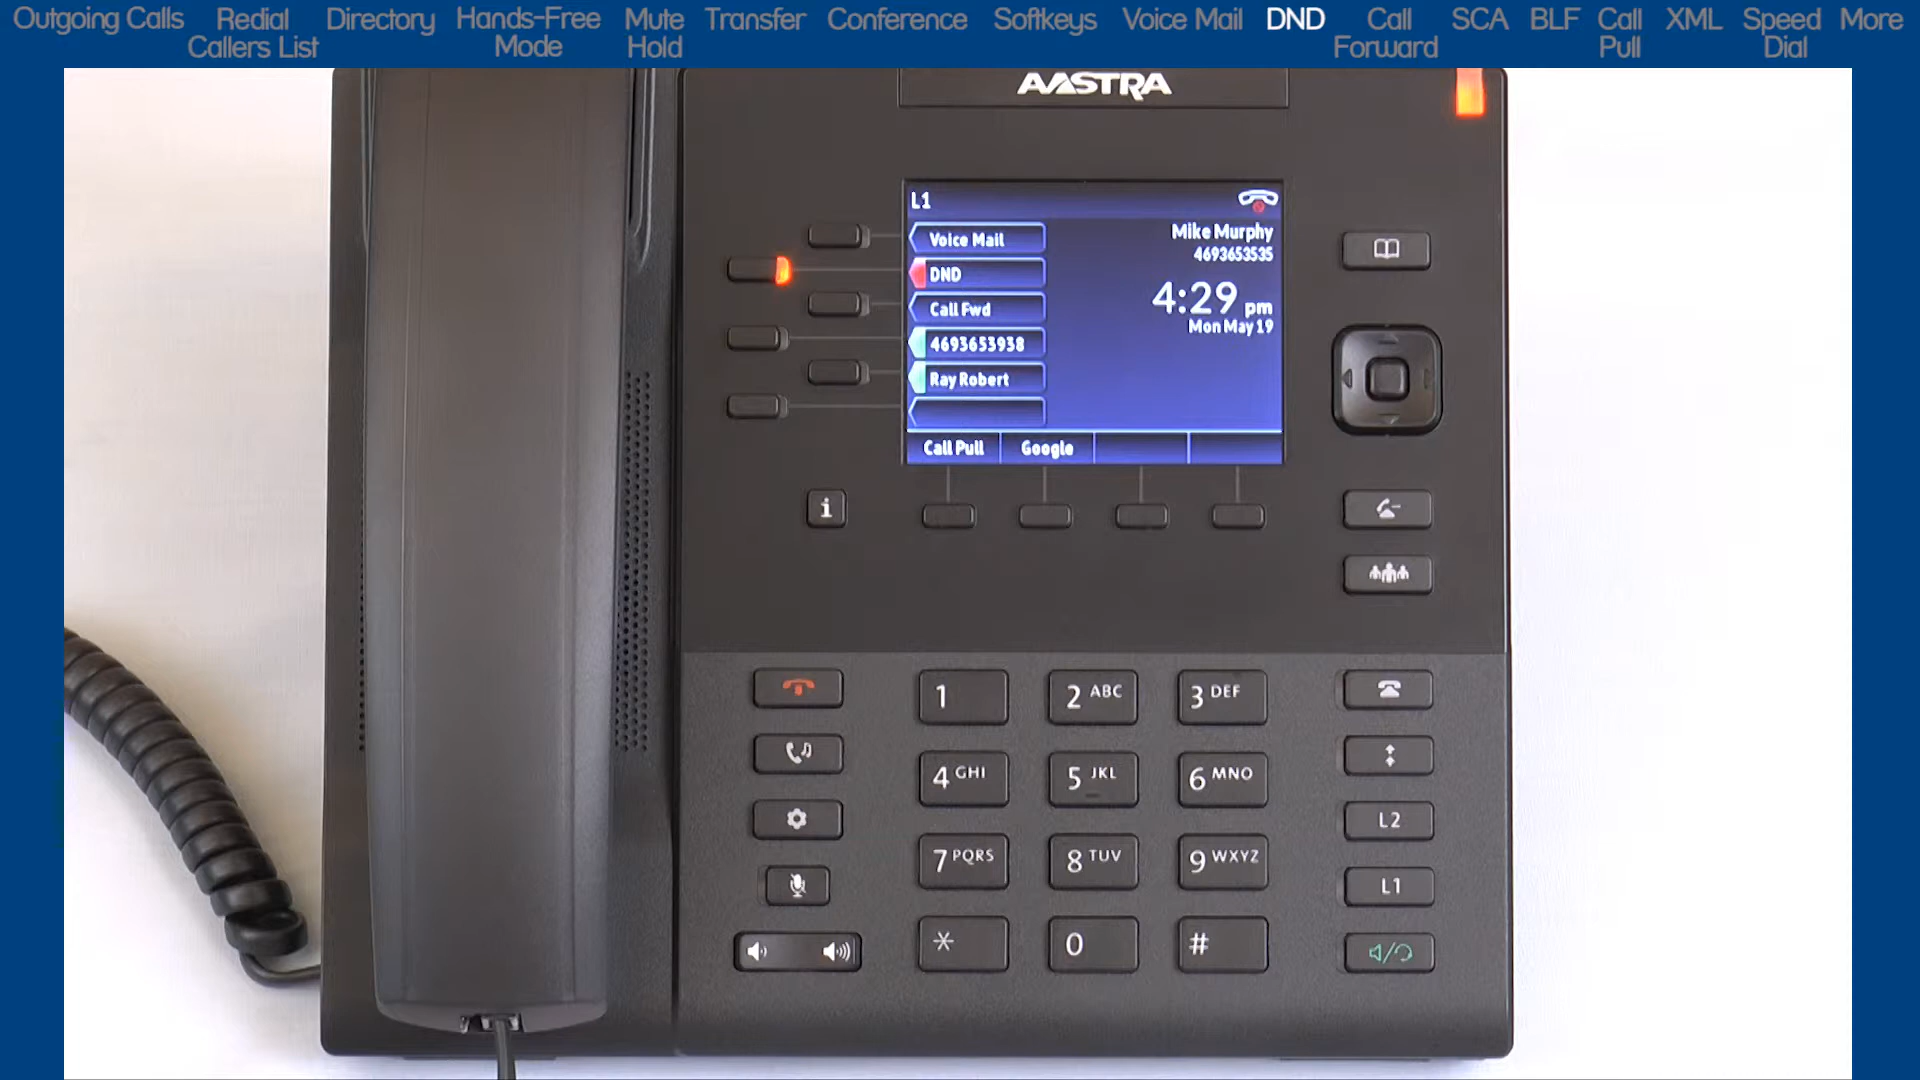 Outgoing Calls
Redial
Callers List
Directory
Hands-Free
Mode
Mute
Hold
Transfer
Conference
Softkeys
Voice Mail
DND
Call
Forward
SCA
BLF
Call
Pull
XML
Speed
Dial
More
AASTRA
L1
Voice Mail
DND
Call Fwd
4693653938
Ray Robert
Mike Murphy
4693653535
4:29 pm
Mon May 19
Call Pull
Google
i
1
2 ABC
3 DEF
4 GHI
5 JKL
6 MNO
7 PQRS
8 TUV
9 WXYZ
*
0
#
L2
L1